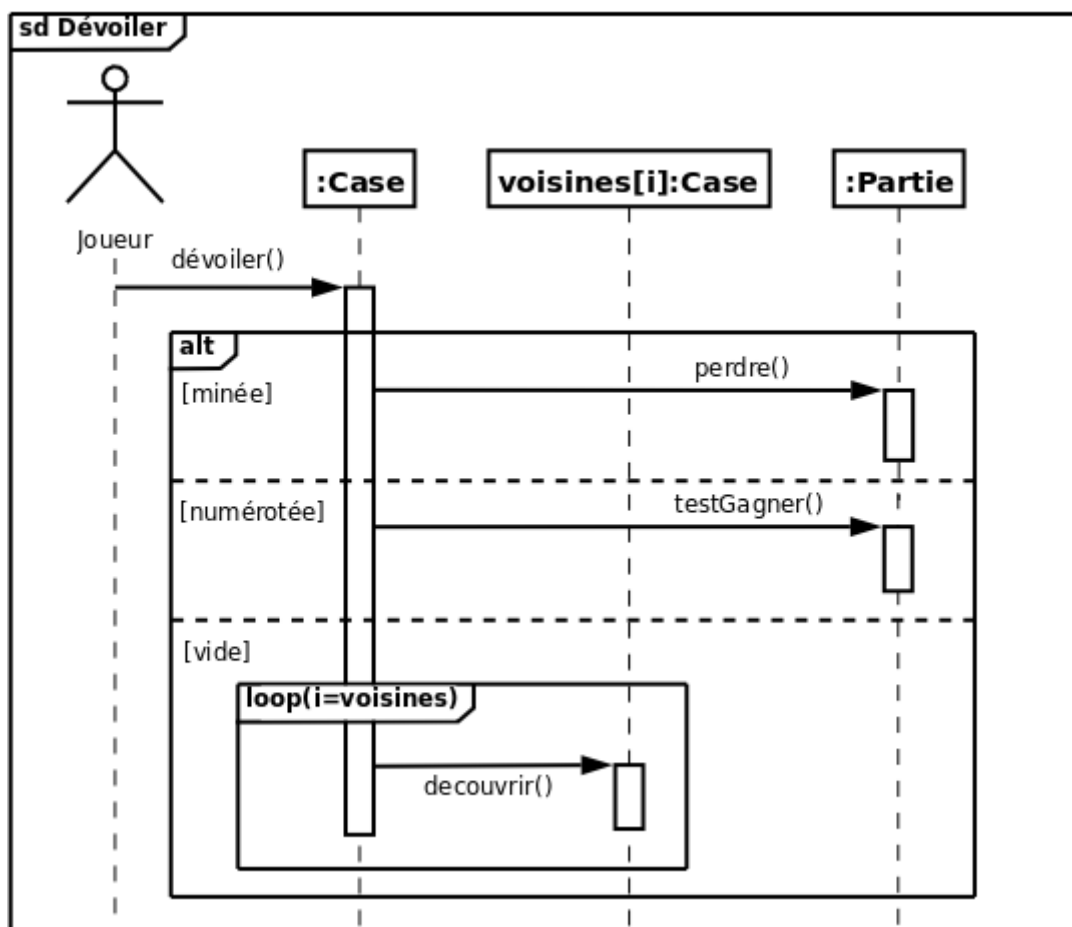 sd Dévoiler
:Case
voisines[i]:Case
:Partie
Joueur
dévoiler()
alt
[minée]
perdre()
[numérotée]
testGagner()
[vide]
loop(i=voisines)
decouvrir()